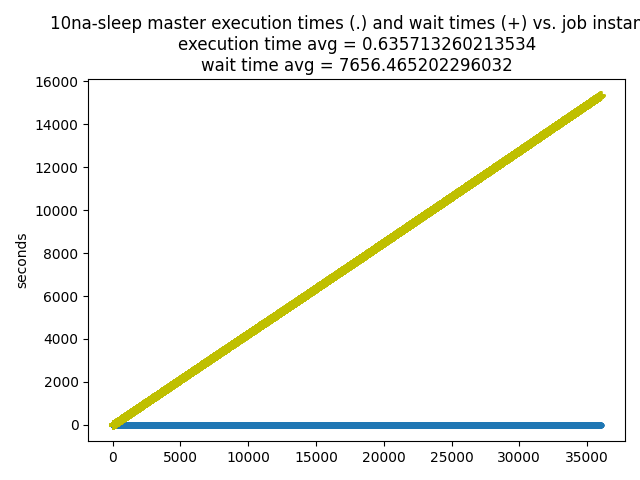 10na-sleep master execution times (.) and wait times (+) vs. job instan
execution time avg = 0.635713260213534
wait time avg = 7656.465202296032
16000
14000
12000
10000
8000
6000
4000
2000
0
seconds
0 5000 10000 15000 20000 25000 30000 35000